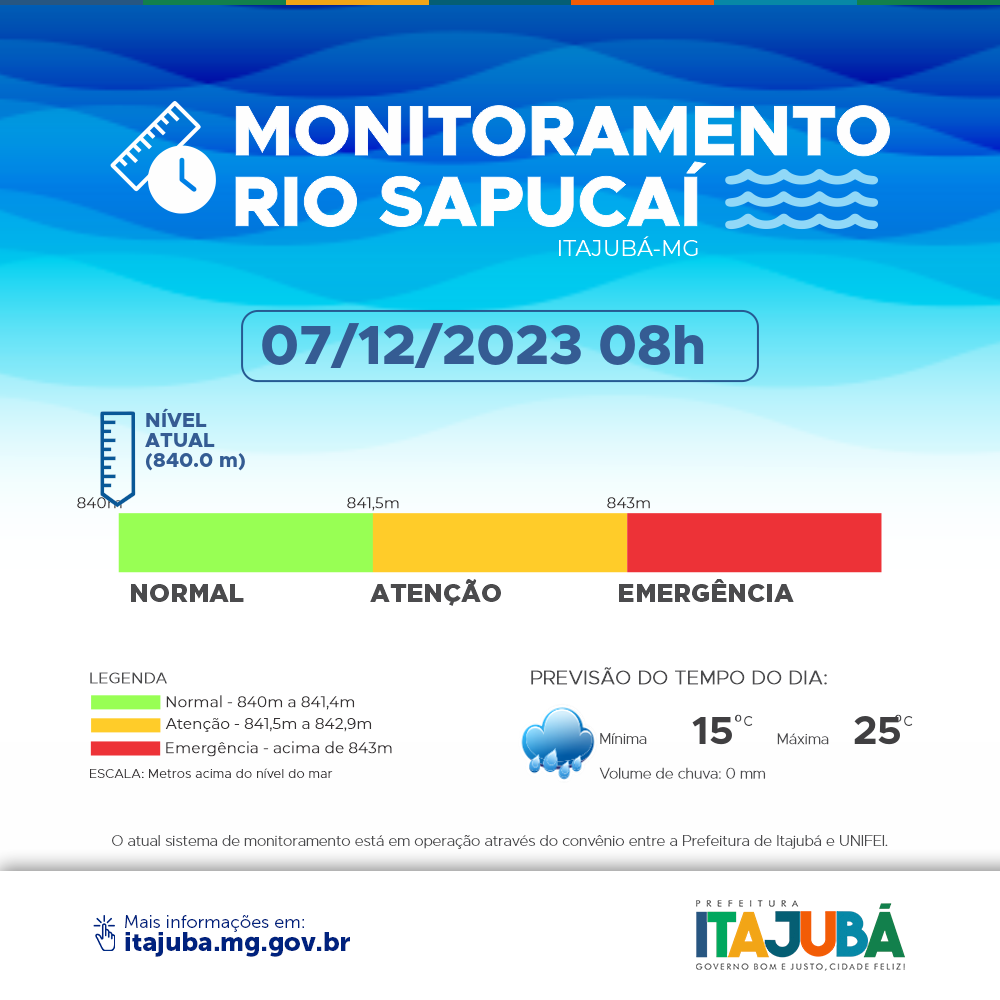 MONITORAMENTO
RIO SAPUCAÍ
ITAJUBÁ-MG
07/12/2023 08h
NÍVEL
ATUAL
(840.0 m)
840m 841,5m 843m
NORMAL ATENÇÃO EMERGÊNCIA
LEGENDA
Normal - 840m a 841,4m
Atenção - 841,5m a 842,9m
Emergência - acima de 843m
ESCALA: Metros acima do nível do mar
PREVISÃO DO TEMPO DO DIA:
Mínima 15°C Máxima 25°C
Volume de chuva: 0 mm
O atual sistema de monitoramento está em operação através do convênio entre a Prefeitura de Itajubá e UNIFEI.
Mais informações em:
itajuba.mg.gov.br
PREFEITURA
ITAJUBÁ
GOVERNO BOM E JUSTO, CIDADE FELIZ!